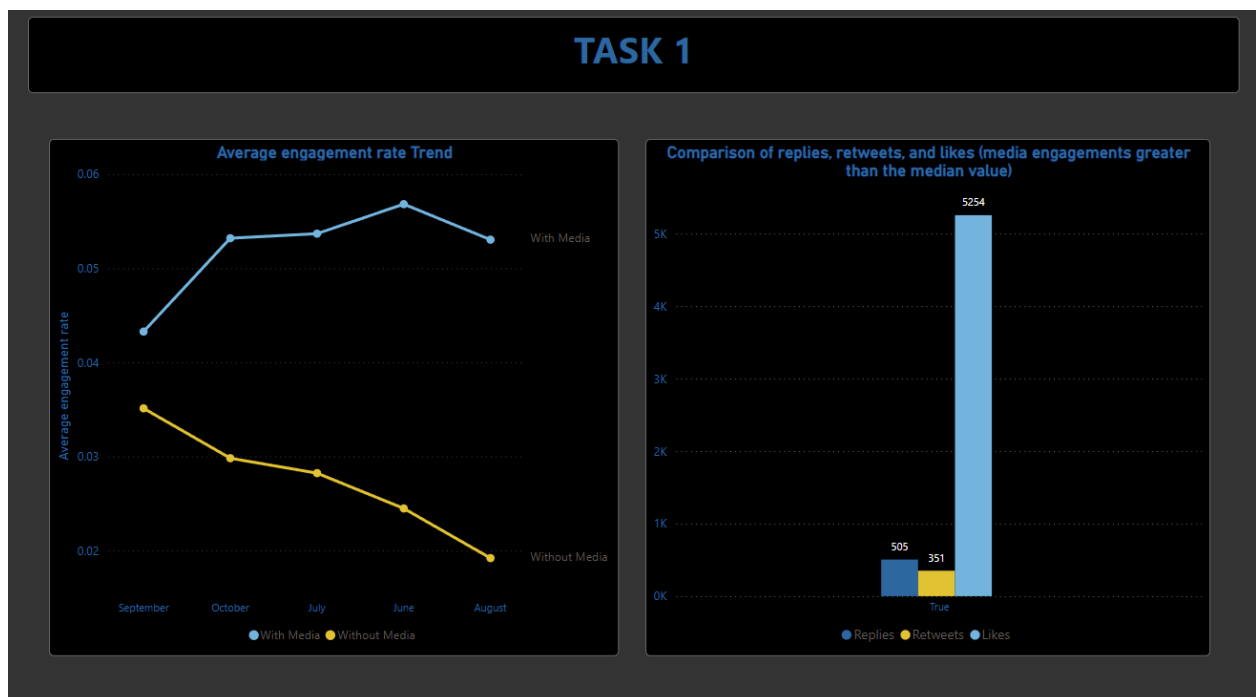 TASK 1
Average engagement rate Trend
0.06
0.05
0.04
0.03
0.02
Average engagement rate
With Media
Without Media
September October July June August
With Media Without Media
Comparison of replies, retweets, and likes (media engagements greater
than the median value)
5K
4K
3K
2K
1K
0K
505
351
5254
True
Replies Retweets Likes